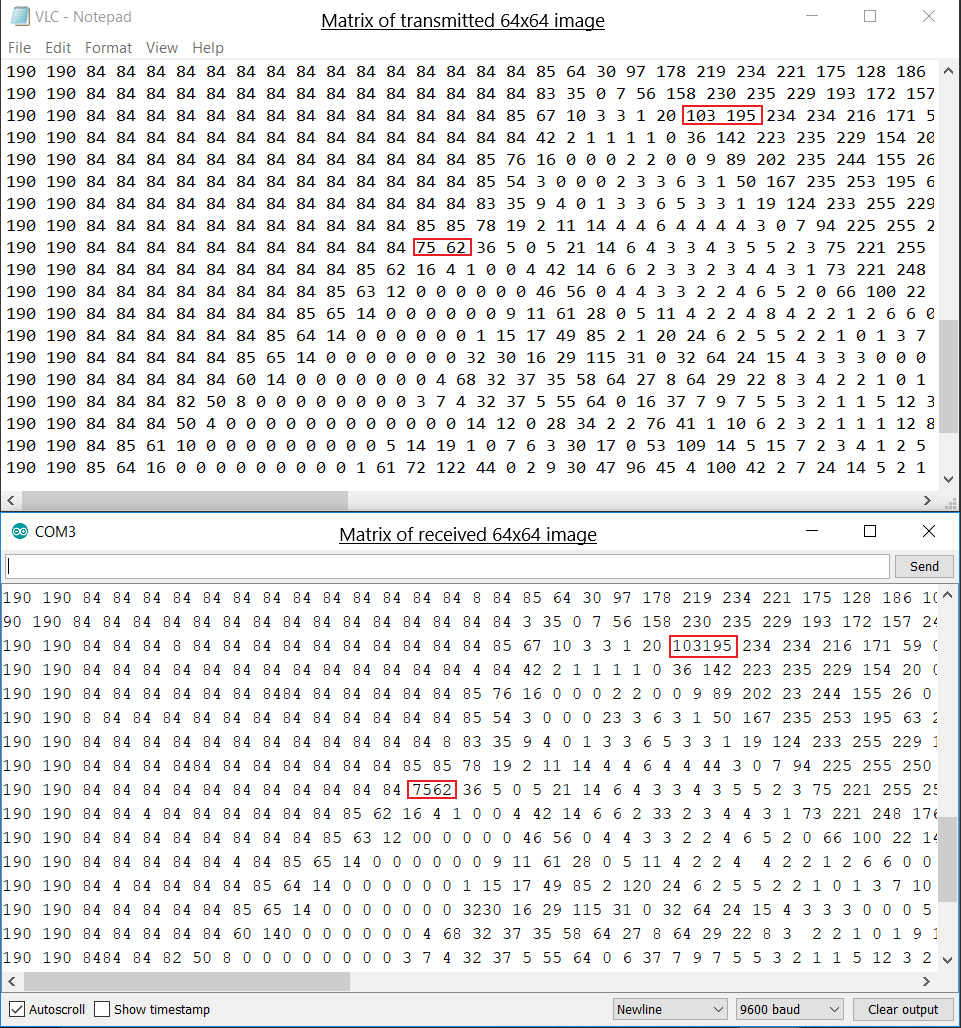 VLC - Notepad
Matrix of transmitted 64x64 image
File Edit Format View Help
190 190 84 84 84 84 84 84 84 84 84 84 84 84 84 84 84 85 64 30 97 178 219 234 221 175 128 186
190 190 84 84 84 84 84 84 84 84 84 84 84 84 84 84 84 83 35 0 7 56 158 230 235 229 193 172 157
190 190 84 84 84 84 84 84 84 84 84 84 84 84 84 84 85 67 10 3 3 1 20 103 195 234 234 216 171 5
190 190 84 84 84 84 84 84 84 84 84 84 84 84 84 84 84 42 2 1 1 1 1 0 36 142 223 235 229 154 20
190 190 84 84 84 84 84 84 84 84 84 84 84 84 84 85 76 16 0 0 0 2 2 0 0 9 89 202 235 244 155 26
190 190 84 84 84 84 84 84 84 84 84 84 84 84 84 85 54 3 0 0 0 2 3 3 6 3 1 50 167 235 253 195 6
190 190 84 84 84 84 84 84 84 84 84 84 84 84 84 83 35 9 4 0 1 3 3 6 5 3 3 1 19 124 233 255 229
190 190 84 84 84 84 84 84 84 84 84 84 84 85 85 78 19 2 11 14 4 4 6 4 4 4 4 3 0 7 94 225 255 2
190 190 84 84 84 84 84 84 84 84 84 84 84 75 62 36 5 0 5 21 14 6 4 3 3 4 3 5 5 2 3 75 221 255
190 190 84 84 84 84 84 84 84 84 84 85 62 16 4 1 0 0 4 42 14 6 6 2 3 3 2 3 4 4 3 1 73 221 248
190 190 84 84 84 84 84 84 84 84 85 63 12 0 0 0 0 0 0 46 56 0 4 4 3 3 2 2 4 6 5 2 0 66 100 22
190 190 84 84 84 84 84 84 84 85 65 14 0 0 0 0 0 0 9 11 61 28 0 5 11 4 2 2 4 8 4 2 2 1 2 6 6 0
190 190 84 84 84 84 84 84 85 64 14 0 0 0 0 0 0 1 15 17 49 85 2 1 20 24 6 2 5 5 2 2 1 0 1 3 7
190 190 84 84 84 84 84 85 65 14 0 0 0 0 0 0 0 32 30 16 29 115 31 0 32 64 24 15 4 3 3 3 0 0 0
190 190 84 84 84 84 84 60 14 0 0 0 0 0 0 0 4 68 32 37 35 58 64 27 8 64 29 22 8 3 4 2 2 1 0 1
190 190 84 84 84 82 50 8 0 0 0 0 0 0 0 0 3 7 4 32 37 5 55 64 0 16 37 7 9 7 5 5 3 2 1 1 5 12 3
190 190 84 84 84 50 4 0 0 0 0 0 0 0 0 0 0 0 14 12 0 28 34 2 2 76 41 1 10 6 2 3 2 1 1 1 12 8
190 190 84 85 61 10 0 0 0 0 0 0 0 0 0 5 14 19 1 0 7 6 3 30 17 0 53 109 14 5 15 7 2 3 4 1 2 5
190 190 85 64 16 0 0 0 0 0 0 0 0 0 1 61 72 122 44 0 2 9 30 47 96 45 4 100 42 2 7 24 14 5 2 1
COM3
Matrix of received 64x64 image
Send
190 190 84 84 84 84 84 84 84 84 84 84 84 84 84 8 84 85 64 30 97 178 219 234 221 175 128 186 10
90 190 84 84 84 84 84 84 84 84 84 84 84 84 84 84 84 3 35 0 7 56 158 230 235 229 193 172 157 24
190 190 84 84 84 8 84 84 84 84 84 84 84 84 84 84 85 67 10 3 3 1 20 103195 234 234 216 171 59 0
190 190 84 84 84 84 84 84 84 84 84 84 84 84 84 4 84 42 2 1 1 1 1 0 36 142 223 235 229 154 20 0
190 190 84 84 84 84 84 84 8484 84 84 84 84 84 85 76 16 0 0 0 2 2 0 0 9 89 202 23 244 155 26 0
190 190 8 84 84 84 84 84 84 84 84 84 84 84 84 85 54 3 0 0 0 23 3 6 3 1 50 167 235 253 195 63 2
190 190 84 84 84 84 84 84 84 84 84 84 84 84 8 83 35 9 4 0 1 3 3 6 5 3 3 1 19 124 233 255 229 1
190 190 84 84 84 8484 84 84 84 84 84 84 85 85 78 19 2 11 14 4 4 6 4 4 44 3 0 7 94 225 255 250
190 190 84 84 84 84 84 84 84 84 84 84 84 7562 36 5 0 5 21 14 6 4 3 3 4 3 5 5 2 3 75 221 255 25
190 190 84 84 4 84 84 84 84 84 84 85 62 16 4 1 0 0 4 42 14 6 6 2 33 2 3 4 4 3 1 73 221 248 176
190 190 84 84 84 84 84 84 84 84 85 63 12 00 0 0 0 0 46 56 0 4 4 3 3 2 2 4 6 5 2 0 66 100 22 14
190 190 84 84 84 84 84 4 84 85 65 14 0 0 0 0 0 0 9 11 61 28 0 5 11 4 2 2 4  4 2 2 1 2 6 6 0 0
190 190 84 4 84 84 84 84 85 64 14 0 0 0 0 0 0 1 15 17 49 85 2 120 24 6 2 5 5 2 2 1 0 1 3 7 10
190 190 84 84 84 84 84 85 65 14 0 0 0 0 0 0 0 3230 16 29 115 31 0 32 64 24 15 4 3 3 3 0 0 0 5
190 190 84 84 84 84 84 60 140 0 0 0 0 0 0 4 68 32 37 35 58 64 27 8 64 29 22 8 3  2 2 1 0 1 9 1
190 190 8484 84 82 50 8 0 0 0 0 0 0 0 0 3 7 4 32 37 5 55 64 0 6 37 7 9 7 5 5 3 2 1 1 5 12 3 2
Autoscroll Show timestamp Newline 9600 baud Clear output